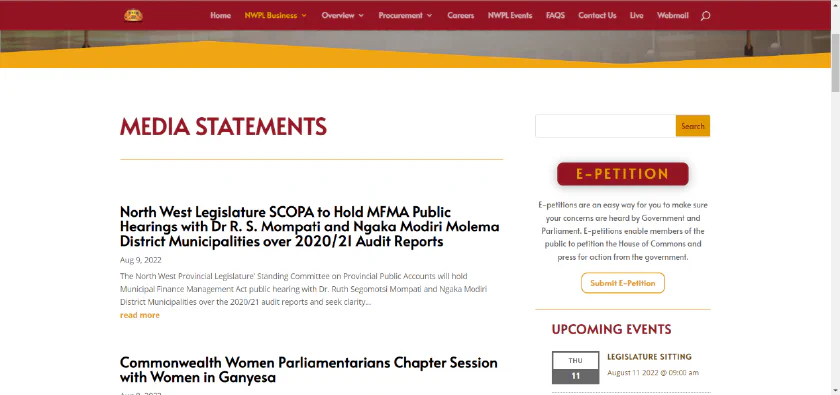 Home NWPL Business Overview Procurement Careers NWPL Events FAQS Contact Us Live Webmail
MEDIA STATEMENTS
North West Legislature SCOPA to Hold MFMA Public
Hearings with Dr R. S. Mompati and Ngaka Modiri Molema
District Municipalities over 2020/21 Audit Reports
Aug 9, 2022
The North West Provincial Legislature' Standing Committee on Provincial Public Accounts will hold
Municipal Finance Management Act public hearing with Dr. Ruth Segomotsi Mompati and Ngaka Modiri
District Municipalities over the 2020/21 audit reports and seek clarity...
read more
Commonwealth Women Parliamentarians Chapter Session
with Women in Ganyesa
Search
E-PETITION
E-petitions are an easy way for you to make sure
your concerns are heard by Government and
Parliament. E-petitions enable members of the
public to petition the House of Commons and
press for action from the government.
Submit E-Petition
UPCOMING EVENTS
THU
11
LEGISLATURE SITTING
August 11 2022 @ 09:00 am